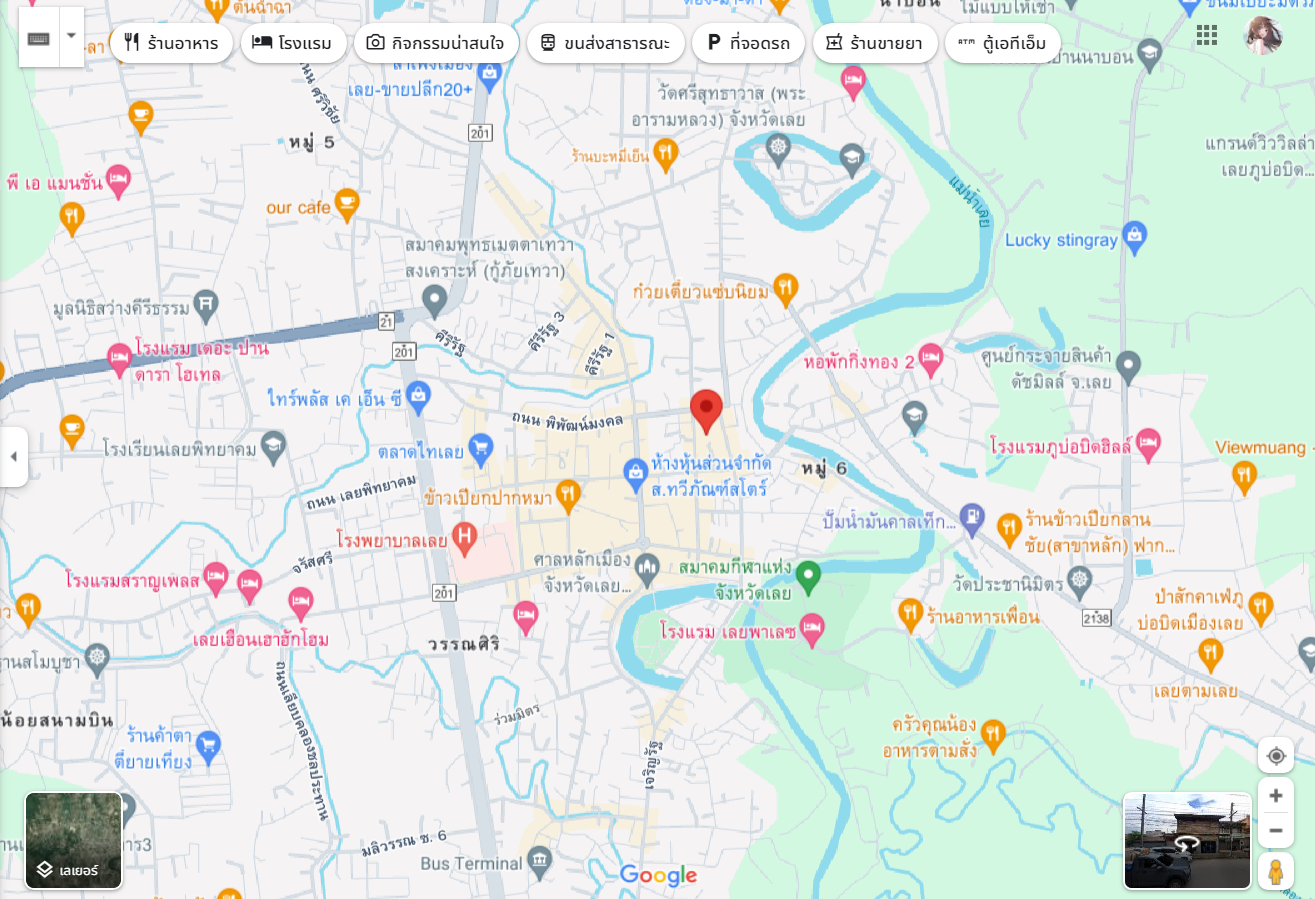 ต้นฉำฉา
ไม้แบบให้เช่า
ร้านอาหาร
โรงแรม
กิจกรรมน่าสนใจ
ขนส่งสาธารณะ
ที่จอดรถ
ร้านขายยา
ATM ตู้เอทีเอ็ม
เลย-ขายปลีก20+
วัดศรีสุทธาวาส (พระ
อารามหลวง) จังหวัดเลย
ถนน ศรีวิชัย
201
หมู่ 5
ร้านบะหมี่เย็น
แกรนด์วิววิลล่า
เลยภูบ่อบิด...
พี เอ แมนชั่น
our cafe
แม่น้ำเลย
Lucky stingray
สมาคมพุทธเมตตาเทวา
สงเคราะห์ (กู้ภัยเทวา)
ก๋วยเตี๋ยวแซ่บนิยม
มูลนิธิสว่างคีรีธรรม
21
คีรีรัฐ
คีรีรัฐ 3
คีรีรัฐ 1
201
โรงแรม เดอะ ปาน
ดารา โฮเทล
หอพักกิ่งทอง 2
ศูนย์กระจายสินค้า
ดัชมิลล์ จ.เลย
ไทร์พลัส เค เอ็น ซี
ถนน พิพัฒน์มงคล
โรงเรียนเลยพิทยาคม
ตลาดไทเลย
ห้างหุ้นส่วนจำกัด
ส.ทวีภัณฑ์สโตร์
หมู่ 6
โรงแรมภูบ่อบิดฮิลล์
Viewmuang
ถนน เลยพิทยาคม
ข้าวเปียกปากหมา
ปั๊มน้ำมันคาลเท็ก...
ร้านข้าวเปียกลาน
ชัย(สาขาหลัก) ฟาก...
โรงพยาบาลเลย
จรัสศรี
ศาลหลักเมือง
จังหวัดเลย...
สมาคมกีฬาแห่ง
จังหวัดเลย
โรงแรมสราญเพลส
201
วัดประชานิมิตร
ป่าสักคาเฟ่ภู
บ่อบิดเมืองเลย
2138
ร้านอาหารเพื่อน
เลยเฮือนเฮาฮักโฮม
วรรณศิริ
โรงแรม เลยพาเลซ
เลยตามเลย
ถนนเลียบคลองชลประทาน
ร่วมมิตร
น้อยสนามบิน
ร้านค้าตา
ตี๋ยายเที่ยง
ครัวคุณน้อง
อาหารตามสั่ง
เจริญรัฐ
มลิวรรณ ซ. 6
Bus Terminal
Google
เลเยอร์